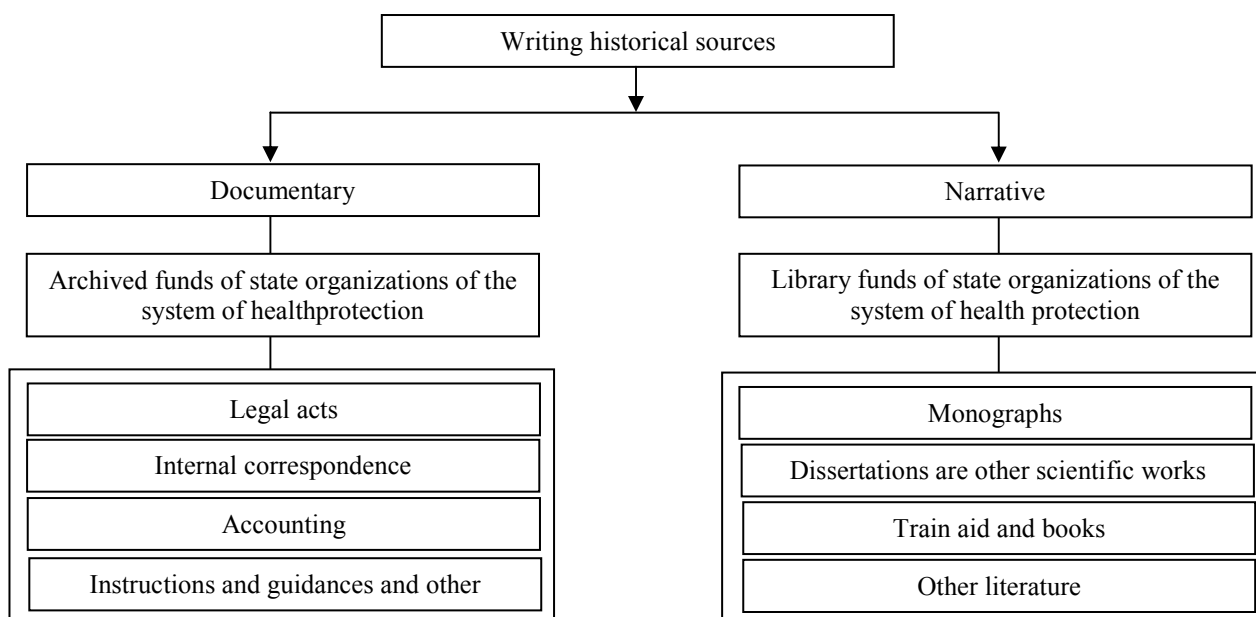 Writing historical sources
Documentary
Narrative
Archived funds of state organizations of the
system of healthprotection
Library funds of state organizations of the
system of health protection
Legal acts
Internal correspondence
Accounting
Instructions and guidances and other
Monographs
Dissertations are other scientific works
Train aid and books
Other literature